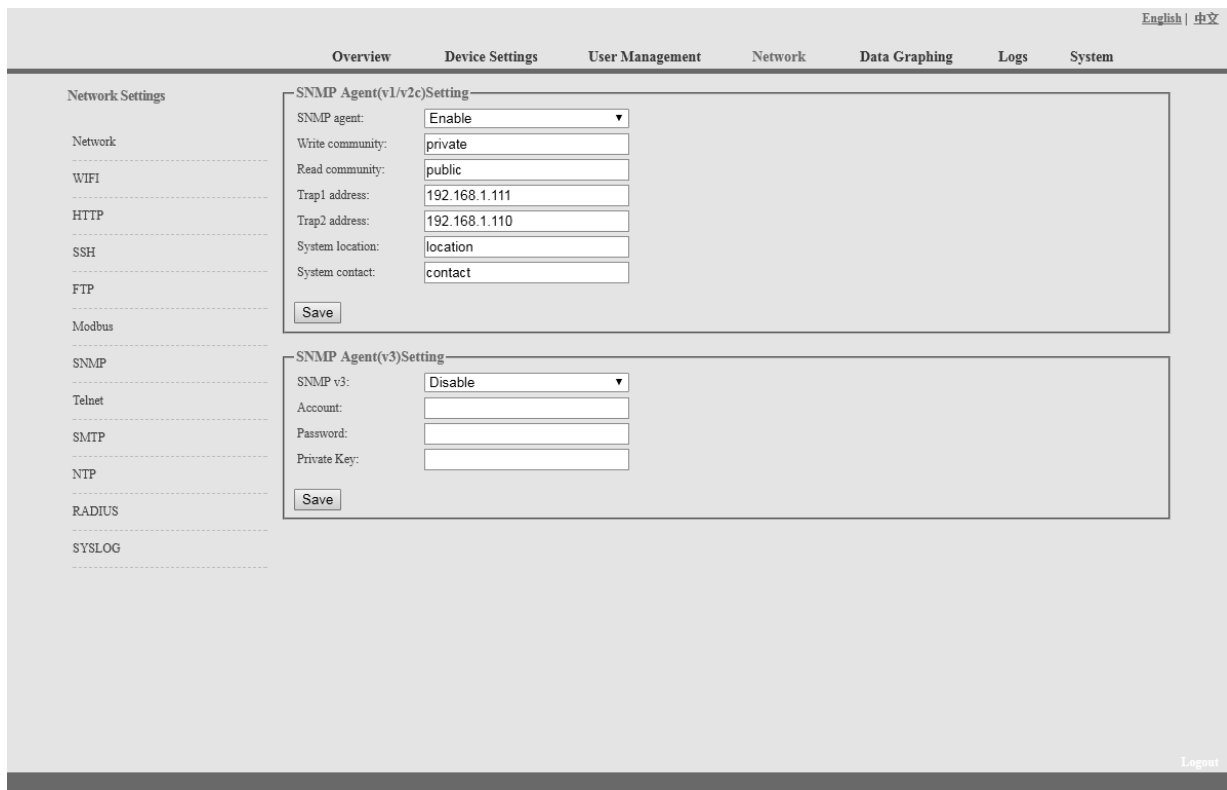 English | 中文
Overview Device Settings User Management Network Data Graphing Logs System
Network Settings
Network
WIFI
HTTP
SSH
FTP
Modbus
SNMP
Telnet
SMTP
NTP
RADIUS
SYSLOG
SNMP Agent(v1/v2c)Setting
SNMP agent: Enable
Write community: private
Read community: public
Trap1 address: 192.168.1.111
Trap2 address: 192.168.1.110
System location: location
System contact: contact
Save
SNMP Agent(v3)Setting
SNMP v3: Disable
Account:
Password:
Private Key:
Save
Logout